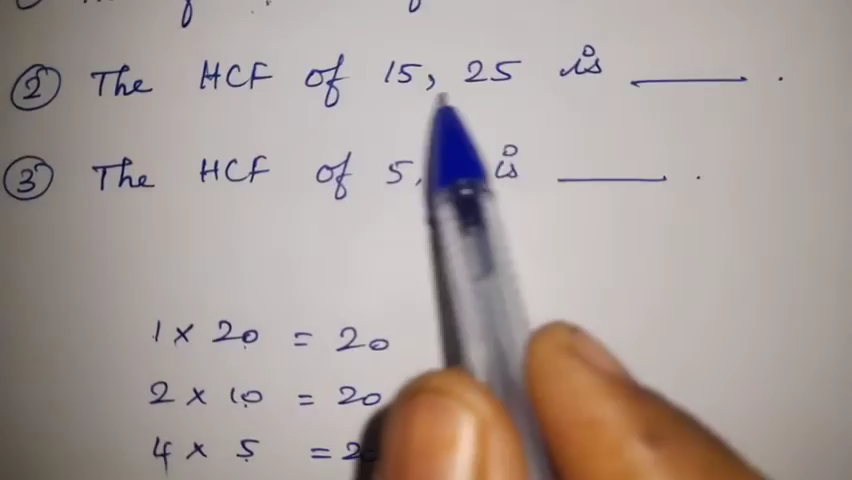 ② The HCF of 15, 25 is ______ .
③ The HCF of 5, is ______ .
1 × 20 = 20
2 × 10 = 20
4 × 5 = 2